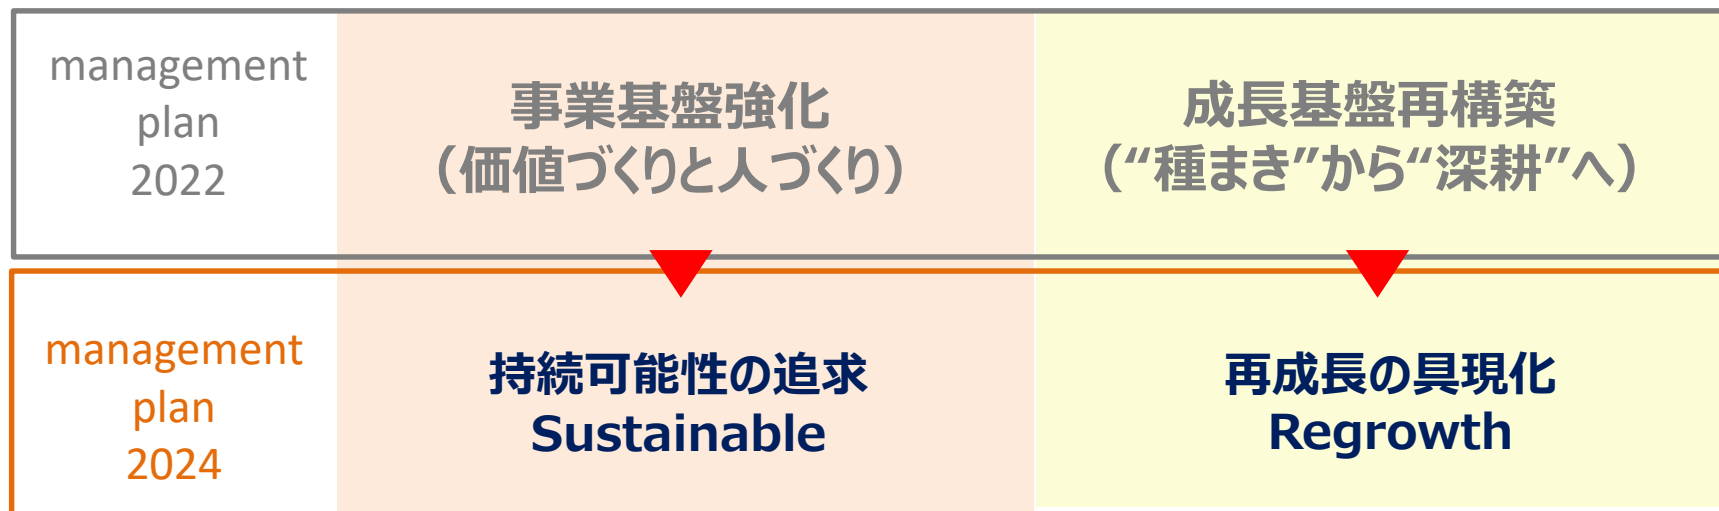 management
plan
2022
事業基盤強化
（価値づくりと人づくり）
成長基盤再構築
（“種まき”から“深耕”へ）
management
plan
2024
持続可能性の追求
Sustainable
再成長の具現化
Regrowth